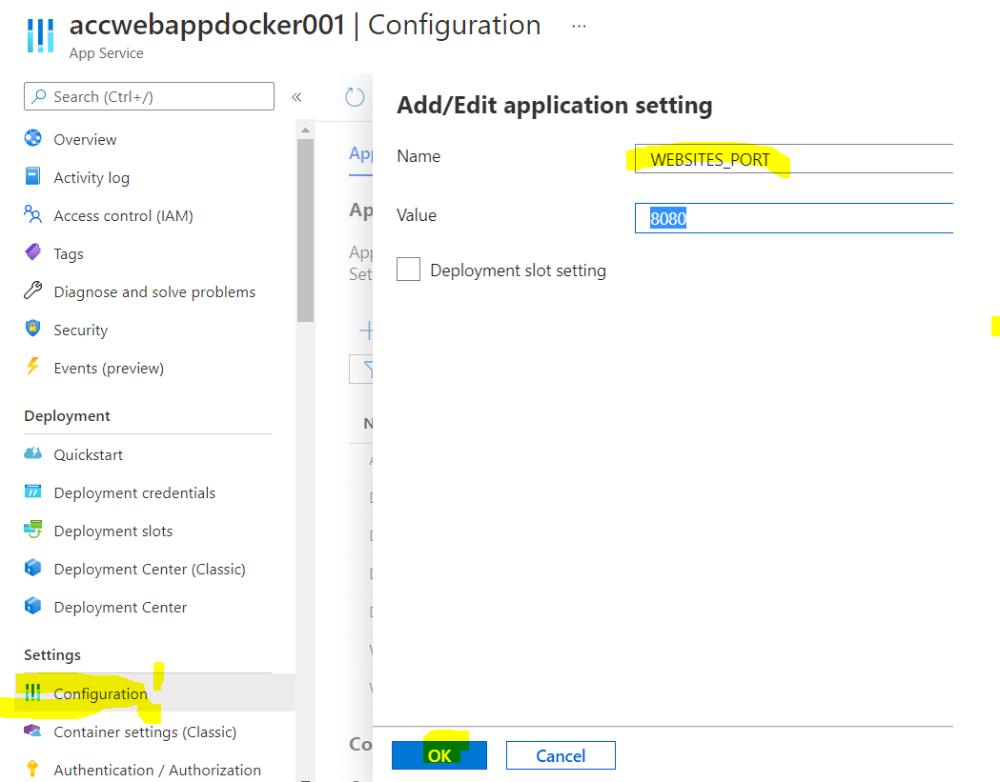 accwebappdocker001 | Configuration ...
App Service
Search (Ctrl+/)
«
Overview
Activity log
Access control (IAM)
Tags
Diagnose and solve problems
Security
Events (preview)
Deployment
Quickstart
Deployment credentials
Deployment slots
Deployment Center (Classic)
Deployment Center
Settings
Configuration
Container settings (Classic)
Authentication / Authorization
App
Ap
App
Set
N
Co
Add/Edit application setting
Name
WEBSITES_PORT
Value
8080
Deployment slot setting
OK
Cancel